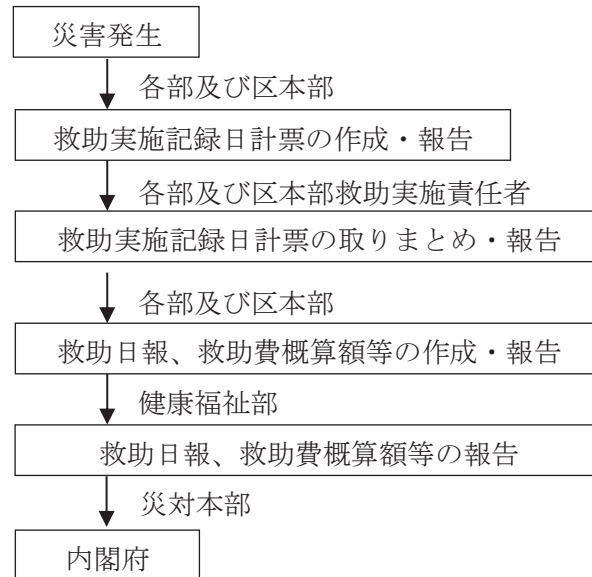 災害発生
各部及び区本部
救助実施記録日計票の作成・報告
各部及び区本部救助実施責任者
救助実施記録日計票の取りまとめ・報告
各部及び区本部
救助日報、救助費概算額等の作成・報告
健康福祉部
救助日報、救助費概算額等の報告
災対本部
内閣府